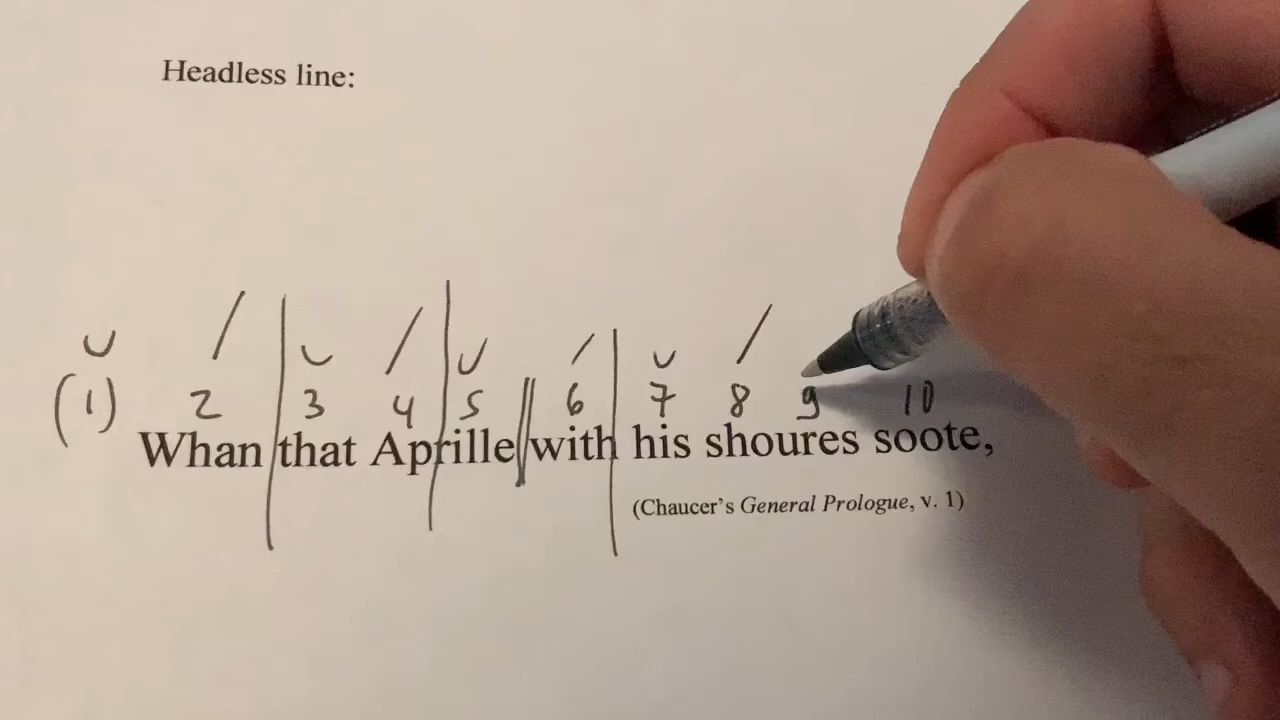 Headless line:
(1) 2 3 4 5 6 7 8 9 10
Whan that Aprille with his shoures soote,
(Chaucer's General Prologue, v. 1)